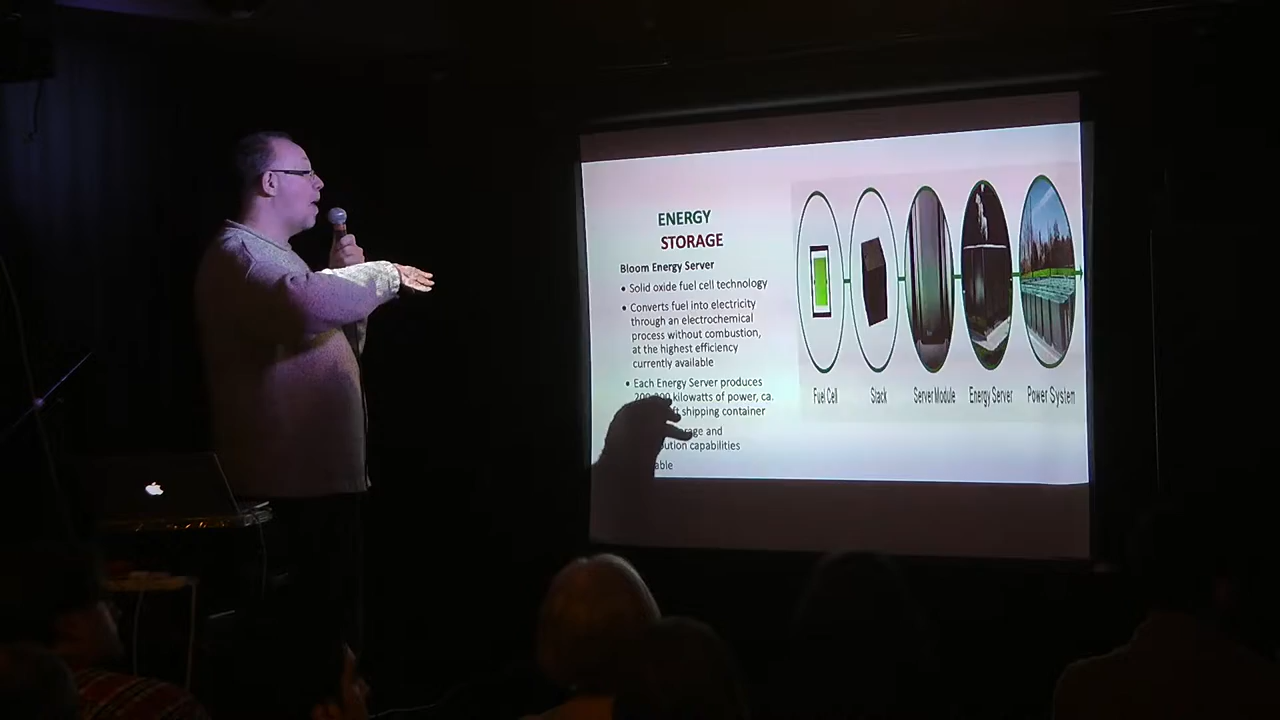 ENERGY
STORAGE
Bloom Energy Server
• Solid oxide fuel cell technology
• Converts fuel into electricity
through an electrochemical
process without combustion,
at the highest efficiency
currently available
• Each Energy Server produces
kilowatts of power, ca.
ft shipping container
and
capabilities
Fuel Cell
Stack
Server Module
Energy Server
Power System